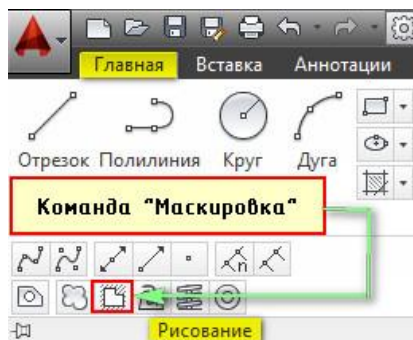 Главная Вставка Аннотации
Отрезок Полилиния Круг Дуга
Команда "Маскировка"
Рисование